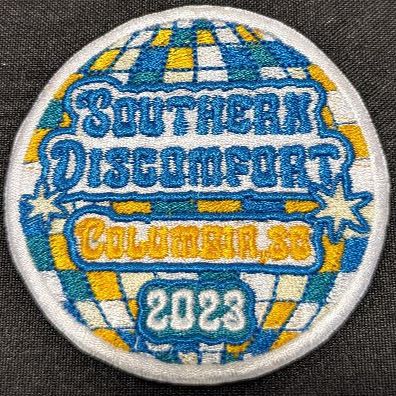 Southern
Discomfort
Columbia, SC
2023